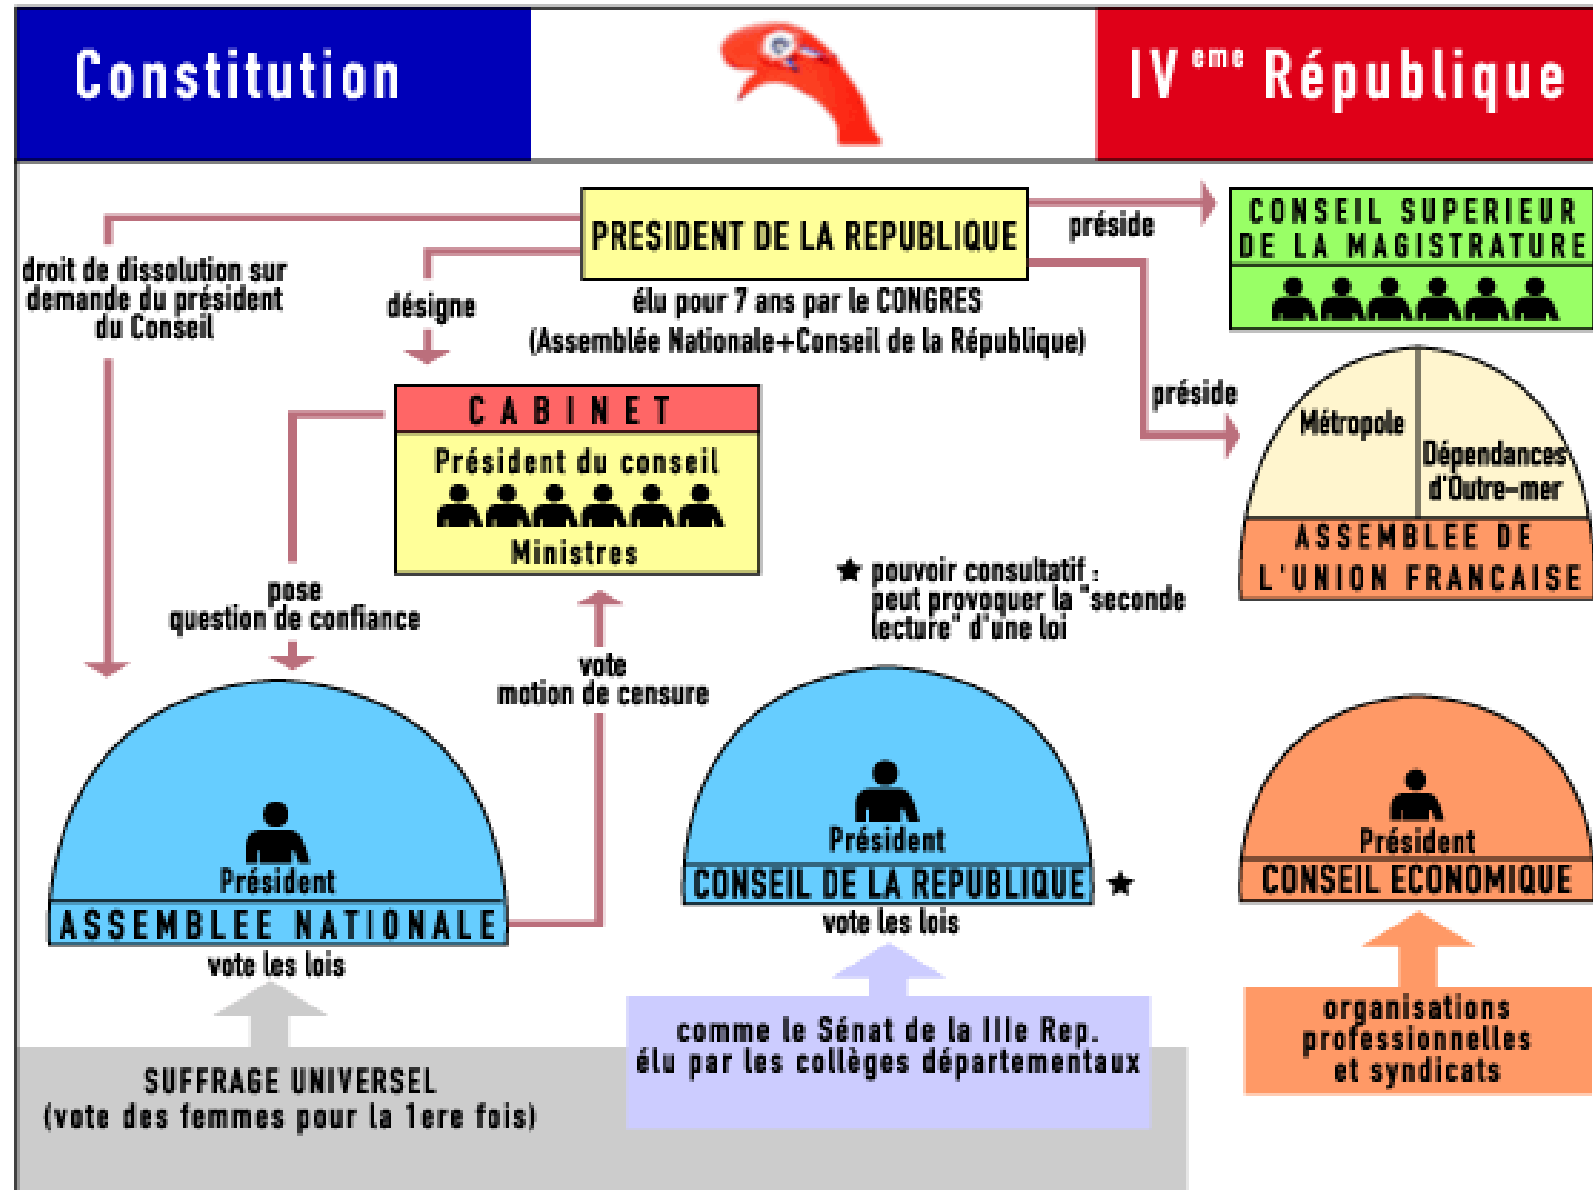 Constitution
IVeme République
PRESIDENT DE LA REPUBLIQUE
élu pour 7 ans par le CONGRES
(Assemblée Nationale+Conseil de la République)
préside
CONSEIL SUPERIEUR
DE LA MAGISTRATURE
droit de dissolution sur
demande du président
du Conseil
désigne
préside
Métropole
Dépendances
d'Outre-mer
ASSEMBLEE DE
L'UNION FRANCAISE
CABINET
Président du conseil
Ministres
pose
question de confiance
vote
motion de censure
★ pouvoir consultatif :
peut provoquer la "seconde
lecture" d'une loi
Président
ASSEMBLEE NATIONALE
vote les lois
Président
CONSEIL DE LA REPUBLIQUE ★
vote les lois
Président
CONSEIL ECONOMIQUE
SUFFRAGE UNIVERSEL
(vote des femmes pour la 1ere fois)
comme le Sénat de la IIIe Rep.
élu par les collèges départementaux
organisations
professionnelles
et syndicats